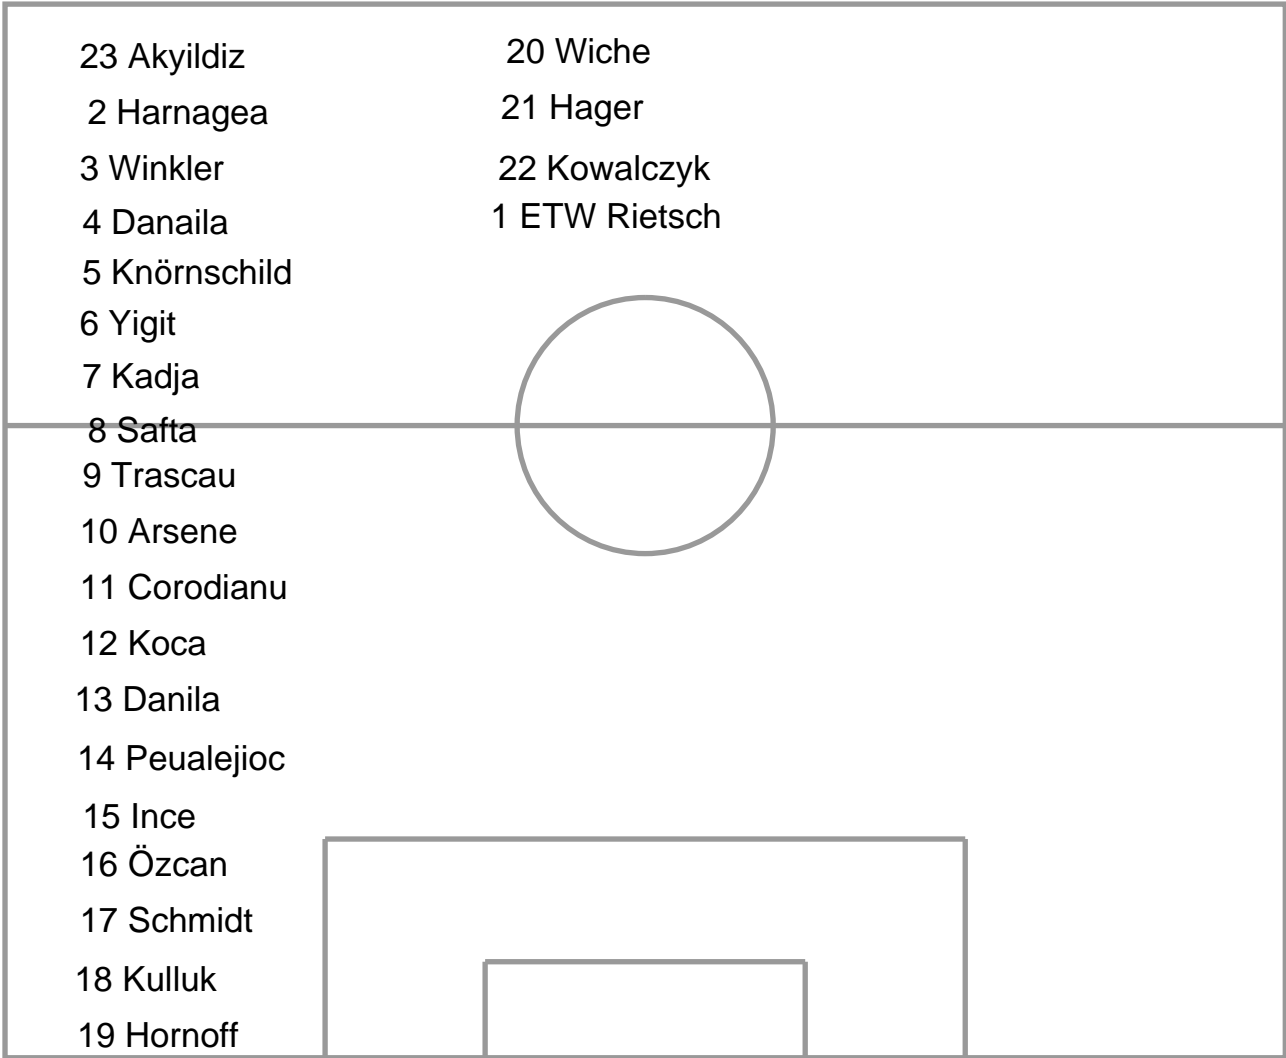 23 Akyildiz
2 Harnagea
3 Winkler
4 Danaila
5 Knörnschild
6 Yigit
7 Kadja
8 Safta
9 Trascau
10 Arsene
11 Corodianu
12 Koca
13 Danila
14 Peualejioc
15 Ince
16 Özcan
17 Schmidt
18 Kulluk
19 Hornoff
20 Wiche
21 Hager
22 Kowalczyk
1 ETW Rietsch